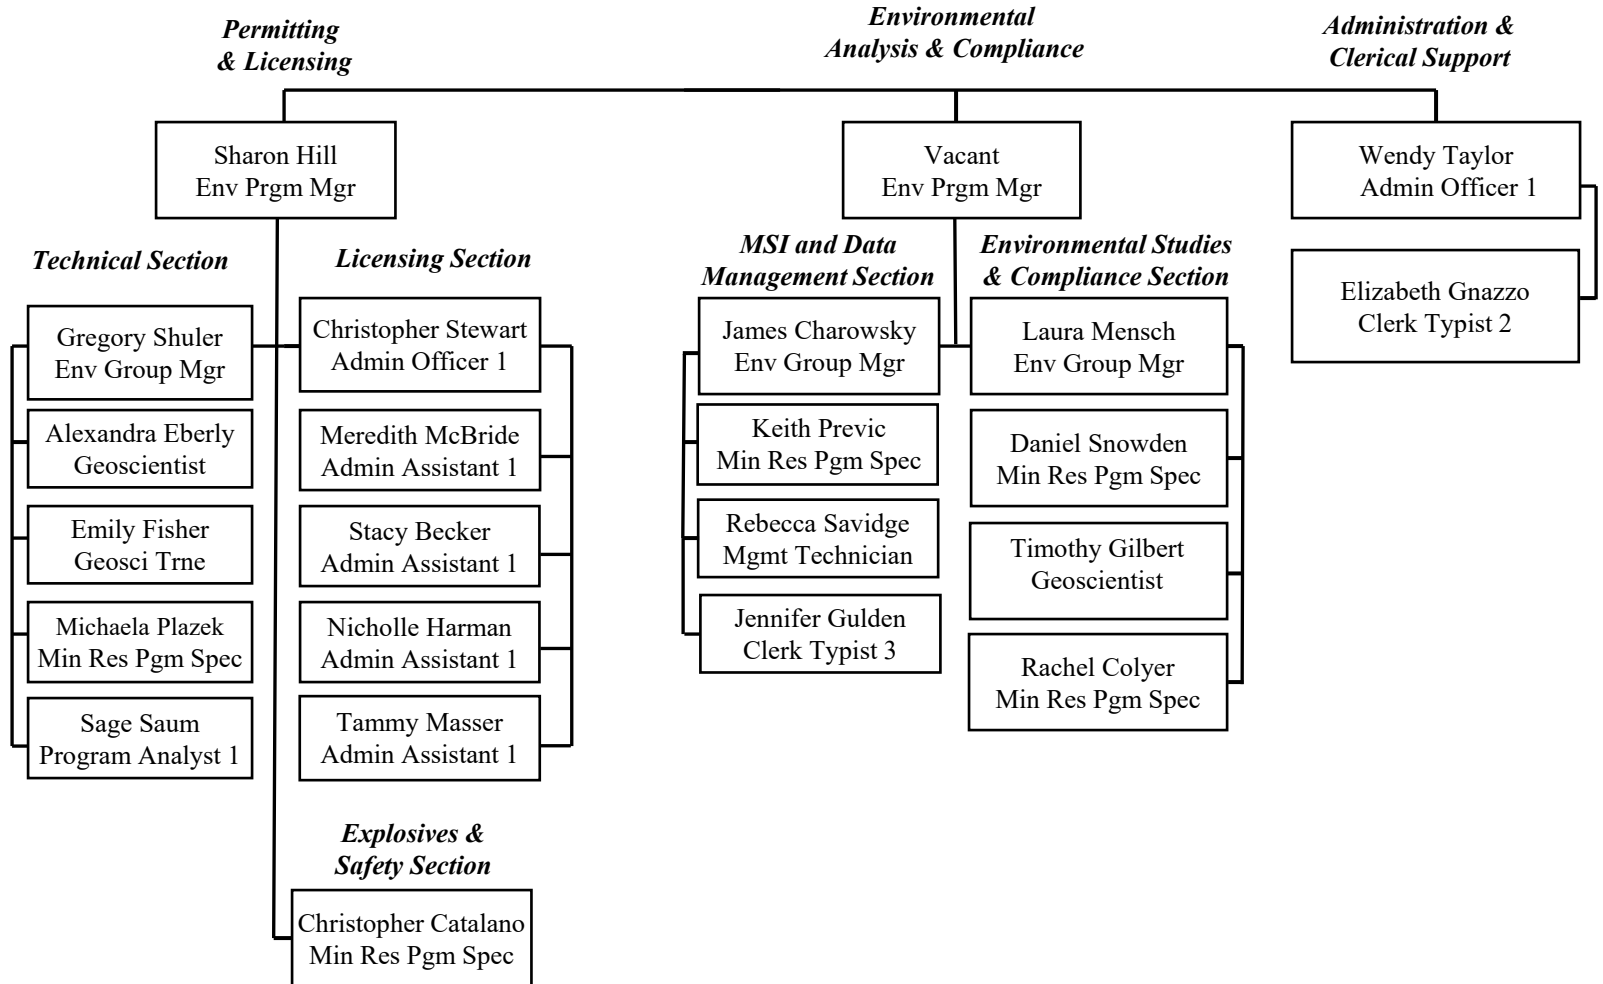 Permitting
& Licensing
Environmental
Analysis & Compliance
Administration &
Clerical Support
Sharon Hill
Env Prgm Mgr
Vacant
Env Prgm Mgr
Wendy Taylor
Admin Officer 1
Elizabeth Gnazzo
Clerk Typist 2
Technical Section
Gregory Shuler
Env Group Mgr
Alexandra Eberly
Geoscientist
Emily Fisher
Geosci Trne
Michaela Plazek
Min Res Pgm Spec
Sage Saum
Program Analyst 1
Licensing Section
Christopher Stewart
Admin Officer 1
Meredith McBride
Admin Assistant 1
Stacy Becker
Admin Assistant 1
Nicholle Harman
Admin Assistant 1
Tammy Masser
Admin Assistant 1
Explosives &
Safety Section
Christopher Catalano
Min Res Pgm Spec
MSI and Data
Management Section
James Charowsky
Env Group Mgr
Keith Previc
Min Res Pgm Spec
Rebecca Savidge
Mgmt Technician
Jennifer Gulden
Clerk Typist 3
Environmental Studies
& Compliance Section
Laura Mensch
Env Group Mgr
Daniel Snowden
Min Res Pgm Spec
Timothy Gilbert
Geoscientist
Rachel Colyer
Min Res Pgm Spec